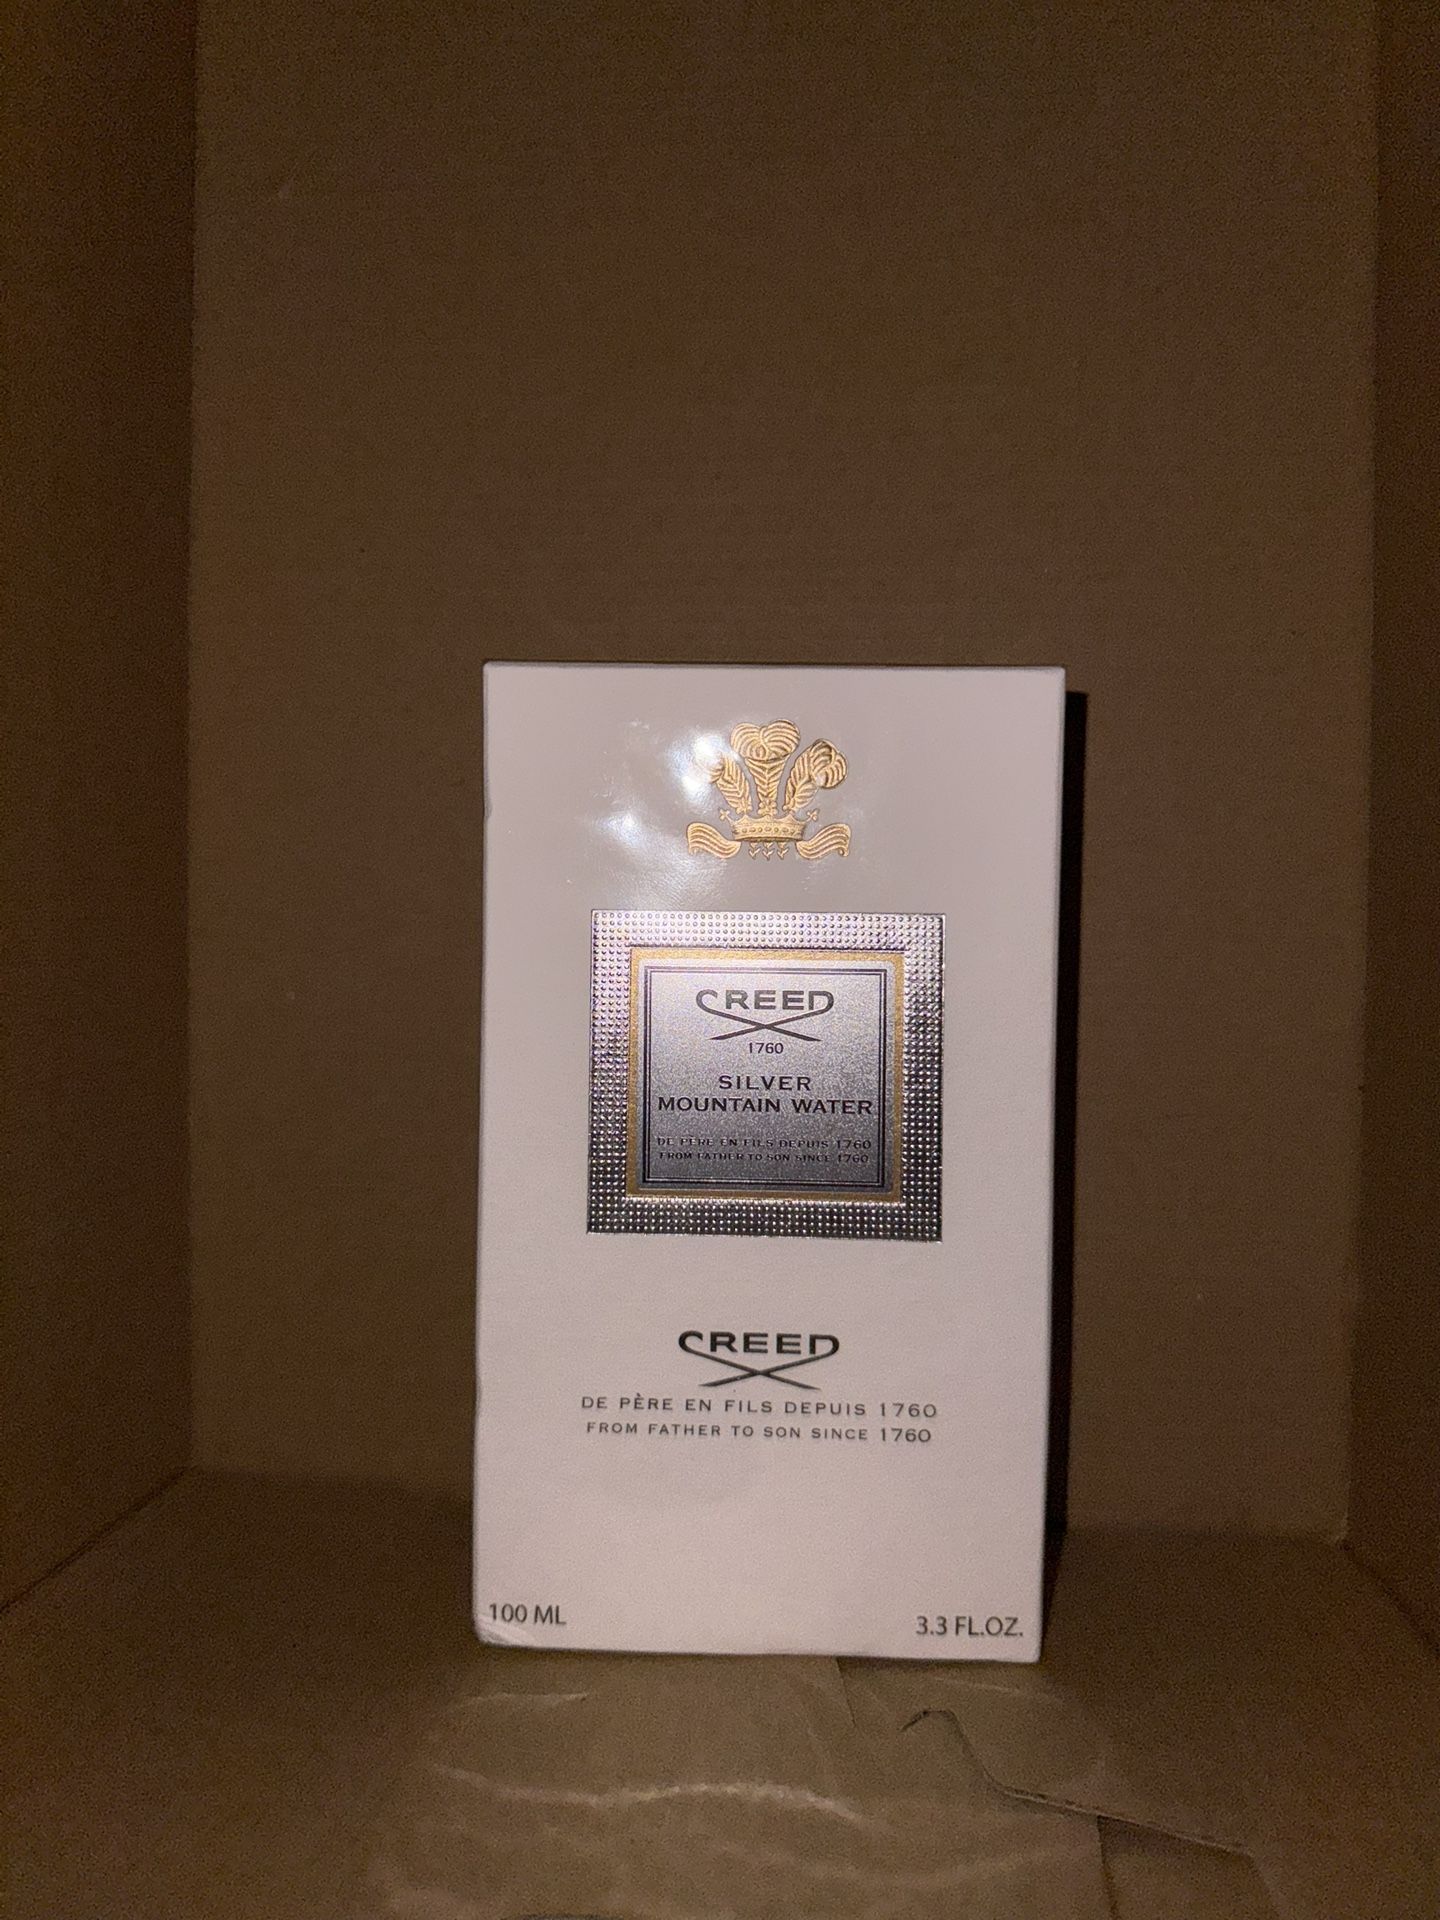 CREED
1760
SILVER
MOUNTAIN WATER
DE PÈRE EN FILS DEPUIS 1760
FROM FATHER TO SON SINCE 1760
CREED
DE PÈRE EN FILS DEPUIS 1760
FROM FATHER TO SON SINCE 1760
100 ML
3.3 FL.OZ.